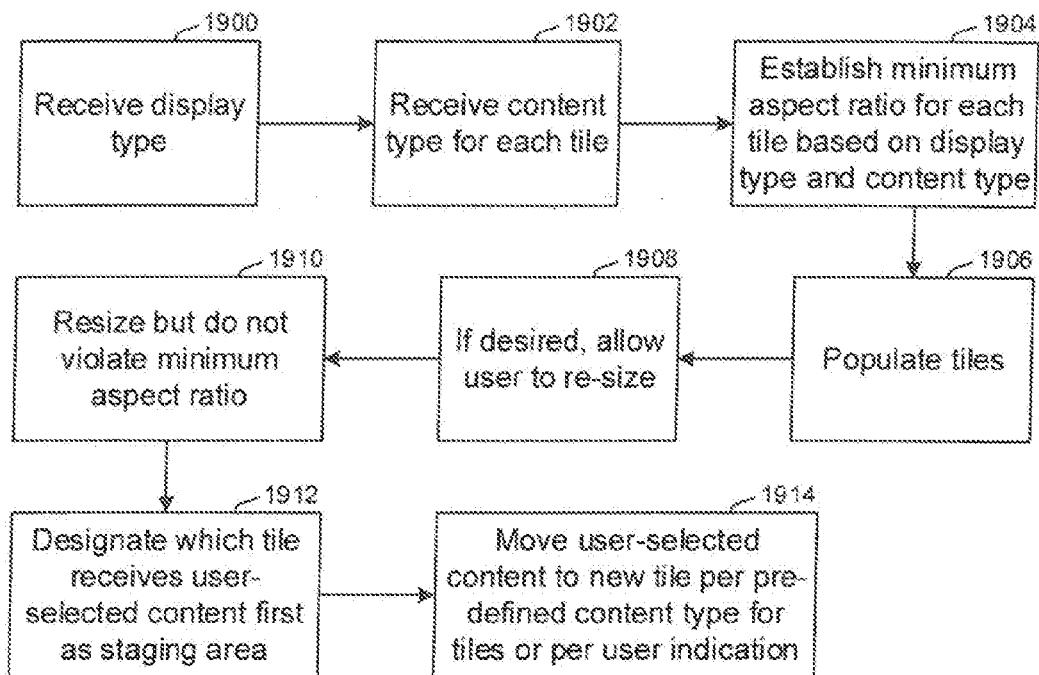 1900
Receive display
type
1902
Receive content
type for each tile
1904
Establish minimum
aspect ratio for each
tile based on display
type and content type
1910
Resize but do not
violate minimum
aspect ratio
1908
If desired, allow
user to re-size
1906
Populate tiles
1912
Designate which tile
receives user-
selected content first
as staging area
1914
Move user-selected
content to new tile per pre-
defined content type for
tiles or per user indication